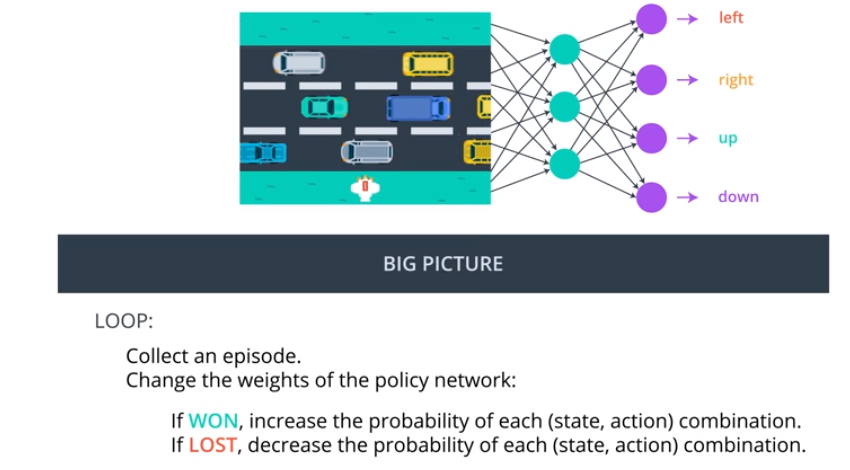 left
right
up
down
BIG PICTURE
LOOP:
Collect an episode.
Change the weights of the policy network:
If WON, increase the probability of each (state, action) combination.
If LOST, decrease the probability of each (state, action) combination.